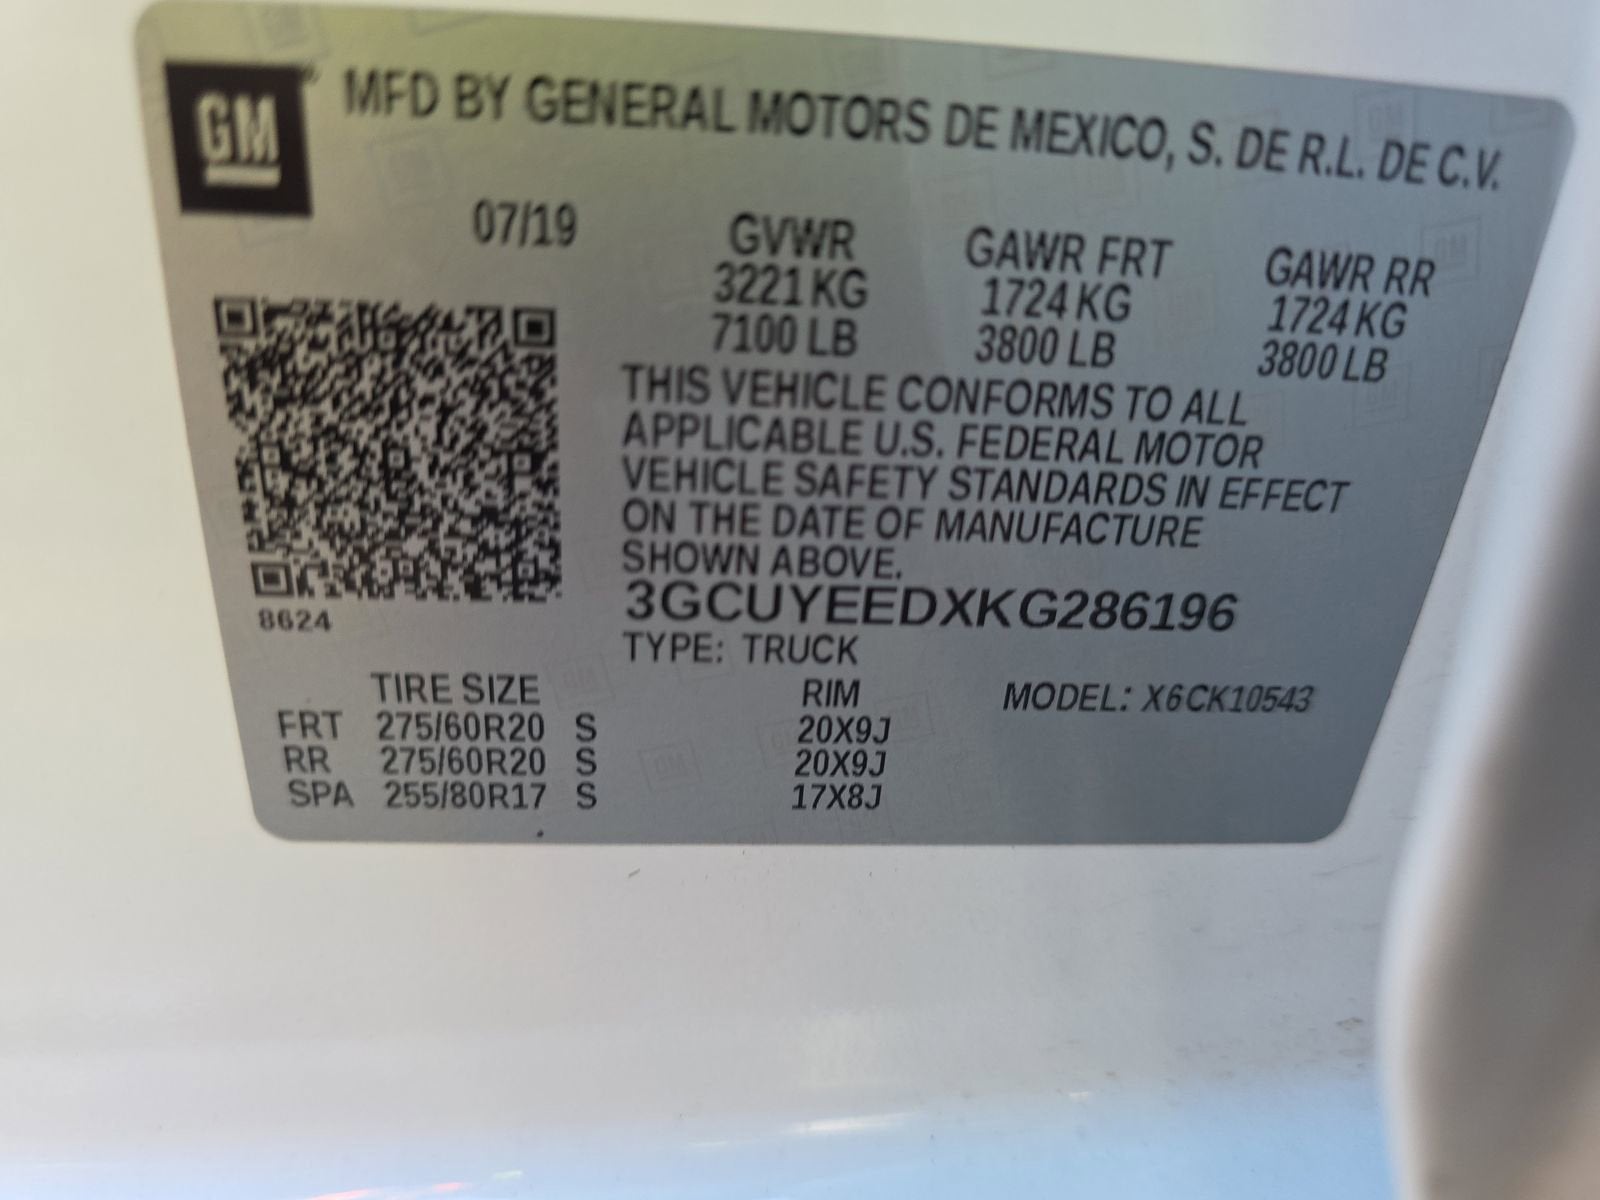 GM MFD BY GENERAL MOTORS DE MEXICO, S. DE R.L. DE C.V.
07/19 GVWR GAWR FRT GAWR RR
3221 KG 1724 KG 1724 KG
7100 LB 3800 LB 3800 LB
THIS VEHICLE CONFORMS TO ALL
APPLICABLE U.S. FEDERAL MOTOR
VEHICLE SAFETY STANDARDS IN EFFECT
ON THE DATE OF MANUFACTURE
SHOWN ABOVE.
3GCUYEEDXKG286196
8624
TYPE: TRUCK
TIRE SIZE RIM MODEL: X6CK10543
FRT 275/60R20 S 20X9J
RR 275/60R20 S 20X9J
SPA 255/80R17 S 17X8J